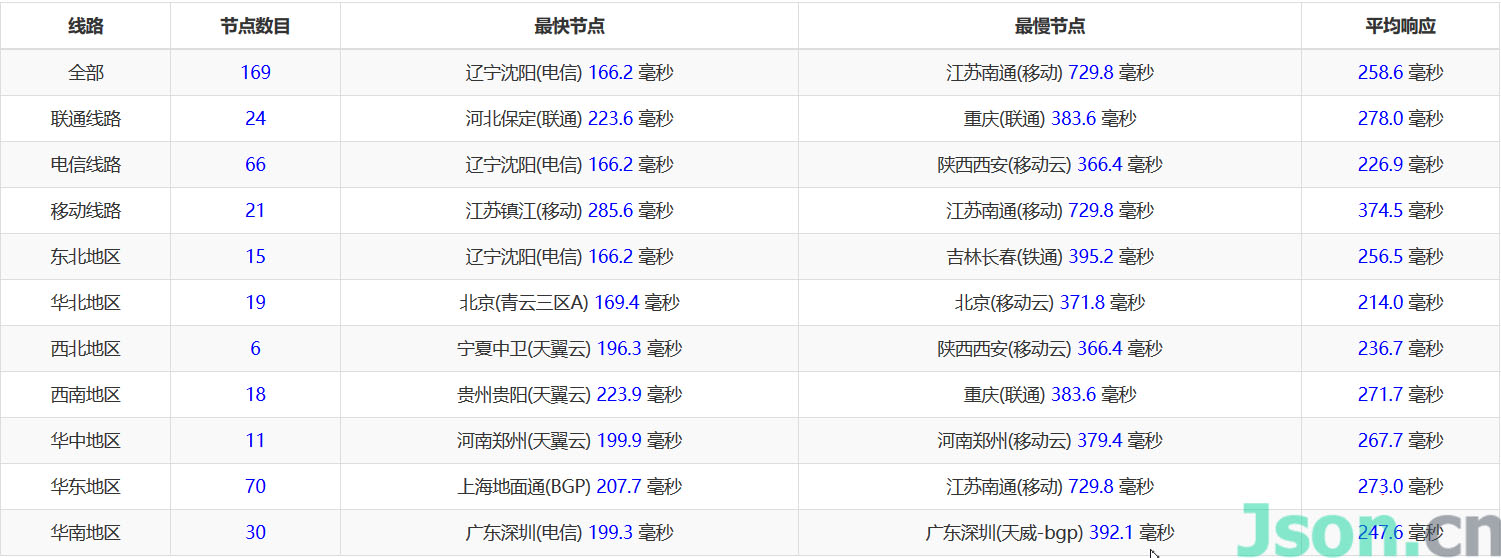 线路 节点数目 最快节点 最慢节点 平均响应
全部 169 辽宁沈阳(电信) 166.2 毫秒 江苏南通(移动) 729.8 毫秒 258.6 毫秒
联通线路 24 河北保定(联通) 223.6 毫秒 重庆(联通) 383.6 毫秒 278.0 毫秒
电信线路 66 辽宁沈阳(电信) 166.2 毫秒 陕西西安(移动云) 366.4 毫秒 226.9 毫秒
移动线路 21 江苏镇江(移动) 285.6 毫秒 江苏南通(移动) 729.8 毫秒 374.5 毫秒
东北地区 15 辽宁沈阳(电信) 166.2 毫秒 吉林长春(铁通) 395.2 毫秒 256.5 毫秒
华北地区 19 北京(青云三区A) 169.4 毫秒 北京(移动云) 371.8 毫秒 214.0 毫秒
西北地区 6 宁夏中卫(天翼云) 196.3 毫秒 陕西西安(移动云) 366.4 毫秒 236.7 毫秒
西南地区 18 贵州贵阳(天翼云) 223.9 毫秒 重庆(联通) 383.6 毫秒 271.7 毫秒
华中地区 11 河南郑州(天翼云) 199.9 毫秒 河南郑州(移动云) 379.4 毫秒 267.7 毫秒
华东地区 70 上海地面通(BGP) 207.7 毫秒 江苏南通(移动) 729.8 毫秒 273.0 毫秒
华南地区 30 广东深圳(电信) 199.3 毫秒 广东深圳(天威-bgp) 392.1 毫秒 247.6 毫秒
Json.cn